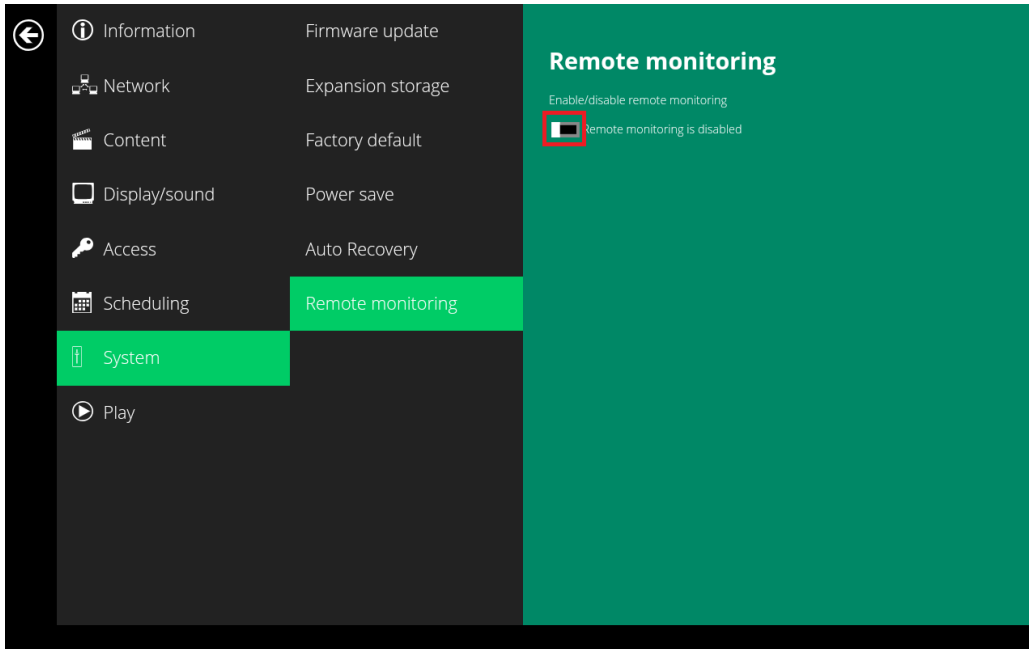 Information
Network
Content
Display/sound
Access
Scheduling
System
Play
Firmware update
Expansion storage
Factory default
Power save
Auto Recovery
Remote monitoring
Remote monitoring
Enable/disable remote monitoring
Remote monitoring is disabled